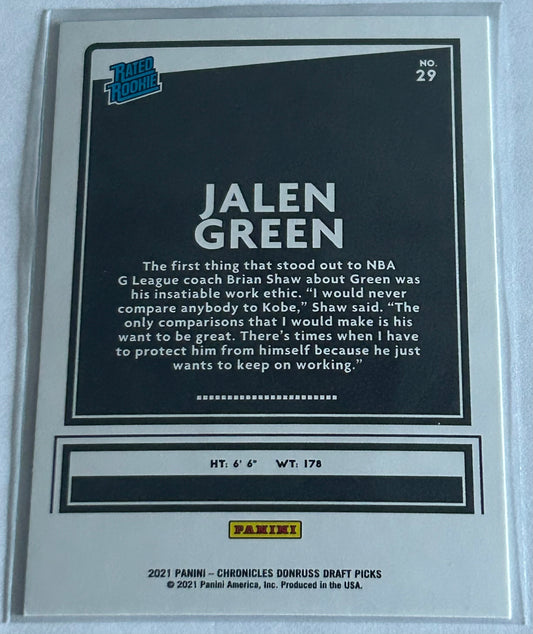 RATED
ROOKIE
NO.
29
JALEN
GREEN
The first thing that stood out to NBA
G League coach Brian Shaw about Green was
his insatiable work ethic. “I would never
compare anybody to Kobe,” Shaw said. “The
only comparisons that I would make is his
want to be great. There’s times when I have
to protect him from himself because he just
wants to keep on working.”
HT: 6' 6" WT: 178
PANINI
2021 PANINI – CHRONICLES DONRUSS DRAFT PICKS
© 2021 Panini America, Inc. Produced in the USA.